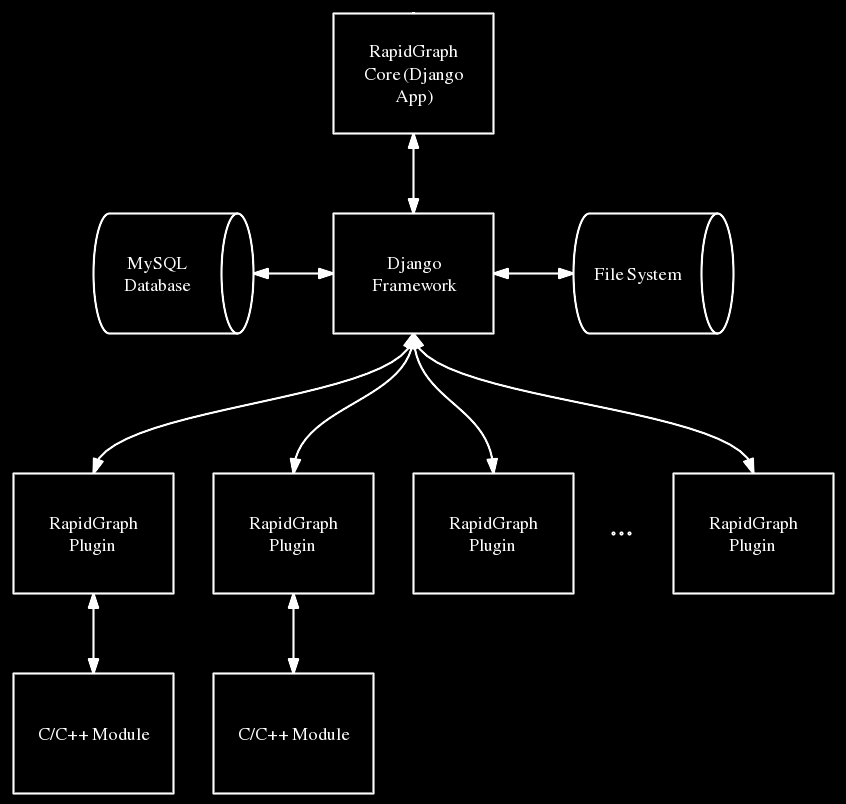 RapidGraph
Core (Django
App)
MySQL
Database
Django
Framework
File System
RapidGraph
Plugin
RapidGraph
Plugin
RapidGraph
Plugin
...
RapidGraph
Plugin
C/C++ Module
C/C++ Module